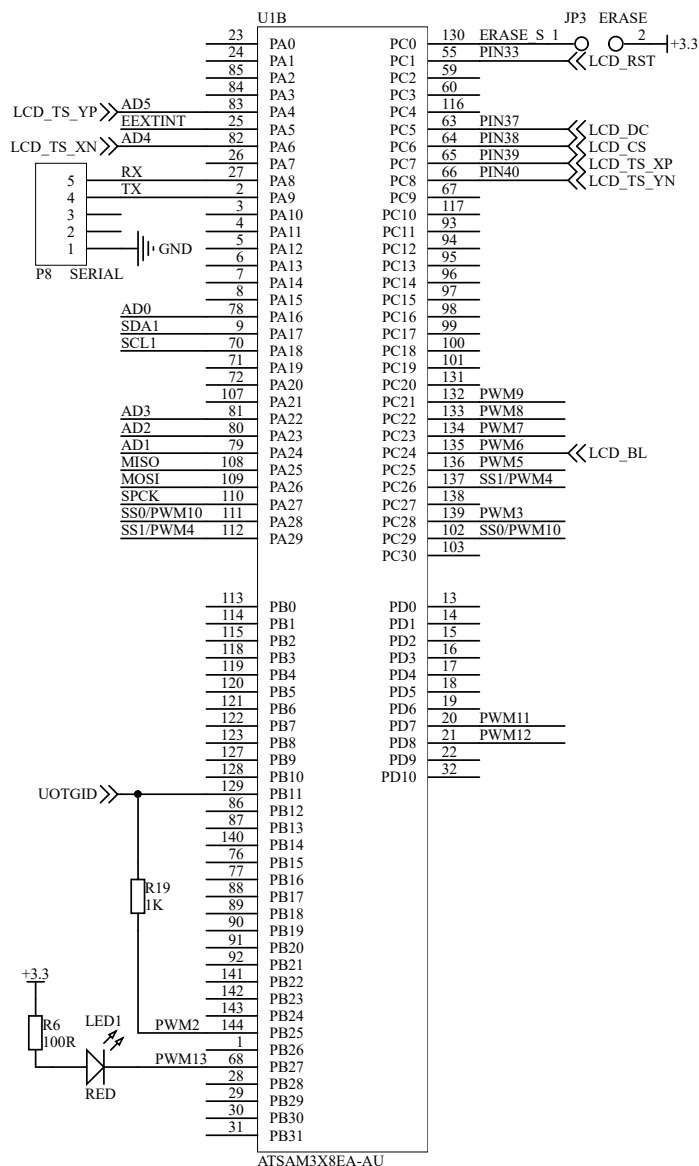 U1B
JP3 ERASE
23 PA0 PC0 130 ERASE_S 1 2 +3.3
24 PA1 PC1 55 PIN33 LCD_RST
85 PA2 PC2 59
84 PA3 PC3 60
LCD_TS_YP AD5 83 PA4 PC4 116
EEXTINT 25 PA5 PC5 63 PIN37 LCD_DC
LCD_TS_XN AD4 82 PA6 PC6 64 PIN38 LCD_CS
26 PA7 PC7 65 PIN39 LCD_TS_XP
5 RX 27 PA8 PC8 66 PIN40 LCD_TS_YN
4 TX 2 PA9 PC9 67
3 3 PA10 PC10 117
2 4 PA11 PC11 93
1 GND 5 PA12 PC12 94
6 PA13 PC13 95
P8 SERIAL
7 PA14 PC14 96
8 PA15 PC15 97
AD0 78 PA16 PC16 98
SDA1 9 PA17 PC17 99
SCL1 70 PA18 PC18 100
71 PA19 PC19 101
72 PA20 PC20 131
107 PA21 PC21 132 PWM9
AD3 81 PA22 PC22 133 PWM8
AD2 80 PA23 PC23 134 PWM7
AD1 79 PA24 PC24 135 PWM6 LCD_BL
MISO 108 PA25 PC25 136 PWM5
MOSI 109 PA26 PC26 137 SS1/PWM4
SPCK 110 PA27 PC27 138
SS0/PWM10 111 PA28 PC28 139 PWM3
SS1/PWM4 112 PA29 PC29 102 SS0/PWM10
PC30 103
113 PB0 PD0 13
114 PB1 PD1 14
115 PB2 PD2 15
118 PB3 PD3 16
119 PB4 PD4 17
120 PB5 PD5 18
121 PB6 PD6 19
122 PB7 PD7 20 PWM11
123 PB8 PD8 21 PWM12
127 PB9 PD9 22
128 PB10 PD10 32
UOTGID 129 PB11
86 PB12
87 PB13
140 PB14
76 PB15
77 PB16
R19 88 PB17
1K 89 PB18
90 PB19
91 PB20
92 PB21
141 PB22
+3.3 142 PB23
143 PB24
R6 LED1 PWM2 144 PB25
100R 1 PB26
PWM13 68 PB27
RED 28 PB28
29 PB29
30 PB30
31 PB31
ATSAM3X8EA-AU